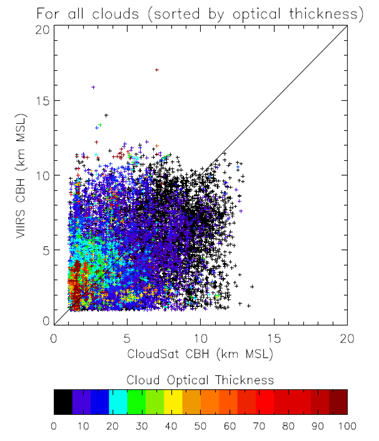 For all clouds (sorted by optical thickness)
20
15
10
5
0
VIIRS CBH (km MSL)
0 5 10 15 20
CloudSat CBH (km MSL)
Cloud Optical Thickness
0 10 20 30 40 50 60 70 80 90 100